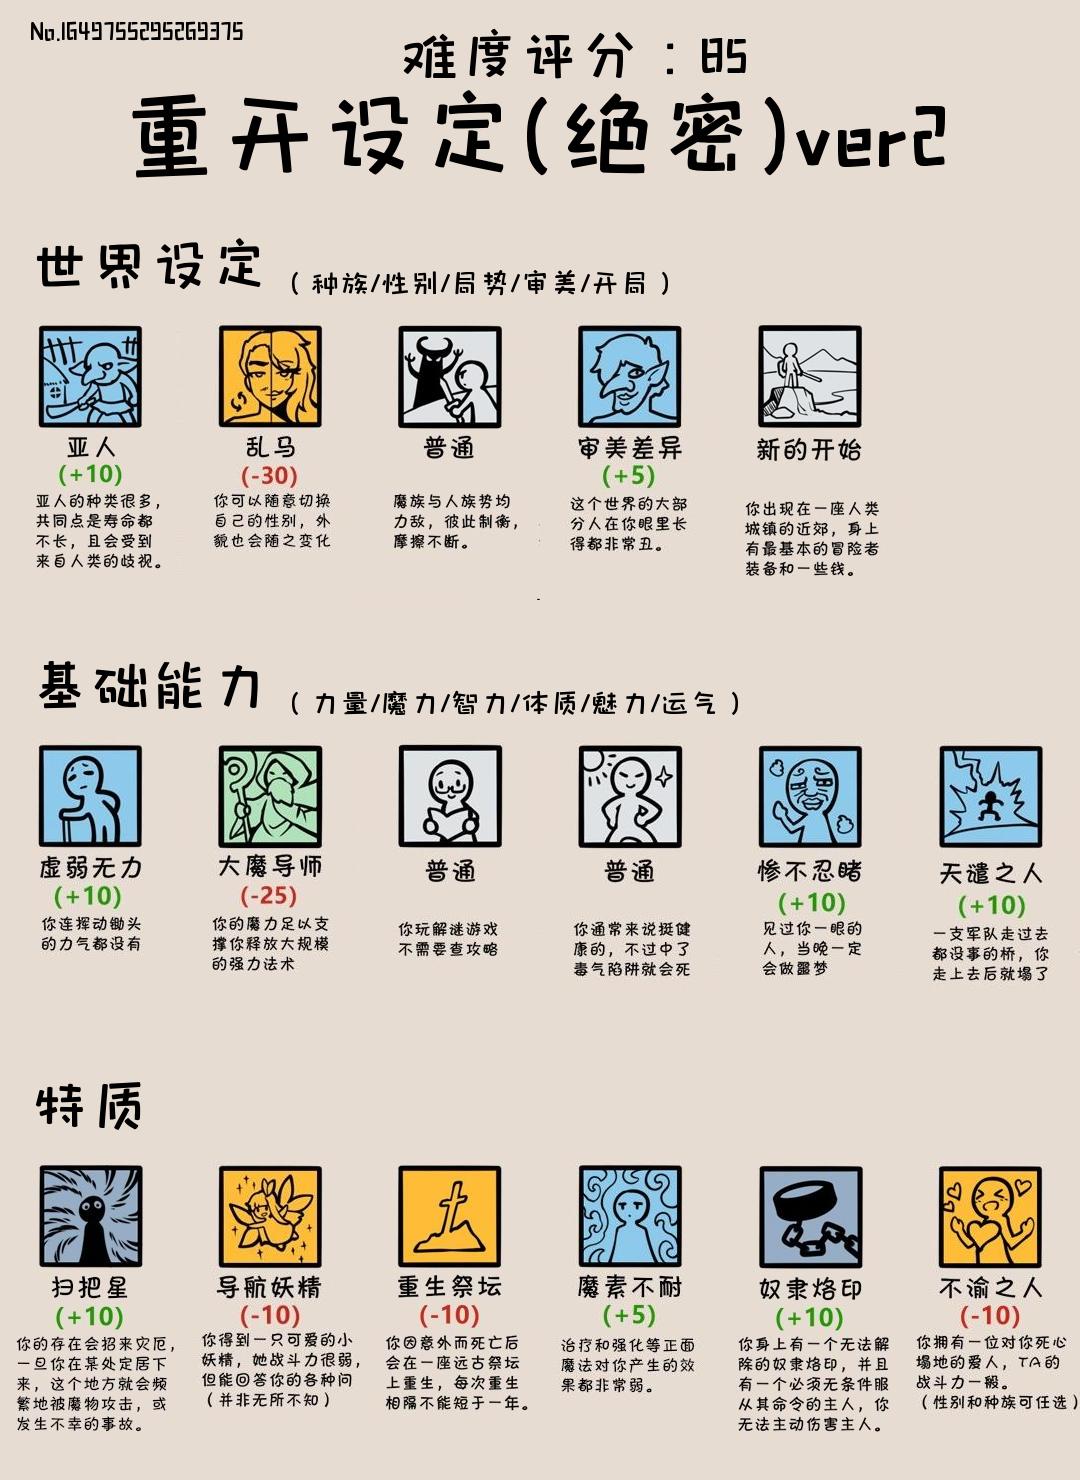 No.1649755295269375
难度评分：85
重开设定(绝密)ver2
世界设定（种族/性别/局势/审美/开局）
亚人
(+10)
亚人的种类很多，
共同点是寿命都
不长，且会受到
来自人类的歧视。
乱马
(-30)
你可以随意切换
自己的性别，外
貌也会随之变化
普通
魔族与人族势均
力敌，彼此制衡，
摩擦不断。
审美差异
(+5)
这个世界的大部
分人在你眼里长
得都非常丑。
新的开始
你出现在一座人类
城镇的近郊，身上
有最基本的冒险者
装备和一些钱。
基础能力（力量/魔力/智力/体质/魅力/运气）
虚弱无力
(+10)
你连挥动锄头
的力气都没有
大魔导师
(-25)
你的魔力足以支
撑你释放大规模
的强力法术
普通
你玩解谜游戏
不需要查攻略
普通
你通常来说挺健
康的，不过中了
毒气陷阱就会死
惨不忍睹
(+10)
见过你一眼的
人，当晚一定
会做噩梦
天谴之人
(+10)
一支军队走过去
都没事的桥，你
走上去后就塌了
特质
扫把星
(+10)
你的存在会招来灾厄，
一旦你在某处定居下
来，这个地方就会频
繁地被魔物攻击，或
发生不幸的事故。
导航妖精
(-10)
你得到一只可爱的小
妖精，她战斗力很弱，
但能回答你的各种问
（并非无所不知）
重生祭坛
(-10)
你因意外而死亡后
会在一座远古祭坛
上重生，每次重生
相隔不能短于一年。
魔素不耐
(+5)
治疗和强化等正面
魔法对你产生的效
果都非常弱。
奴隶烙印
(+10)
你身上有一个无法解
除的奴隶烙印，并且
有一个必须无条件服
从其命令的主人，你
无法主动伤害主人。
不渝之人
(-10)
你拥有一位对你死心
塌地的爱人，TA的
战斗力一般。
（性别和种族可任选）